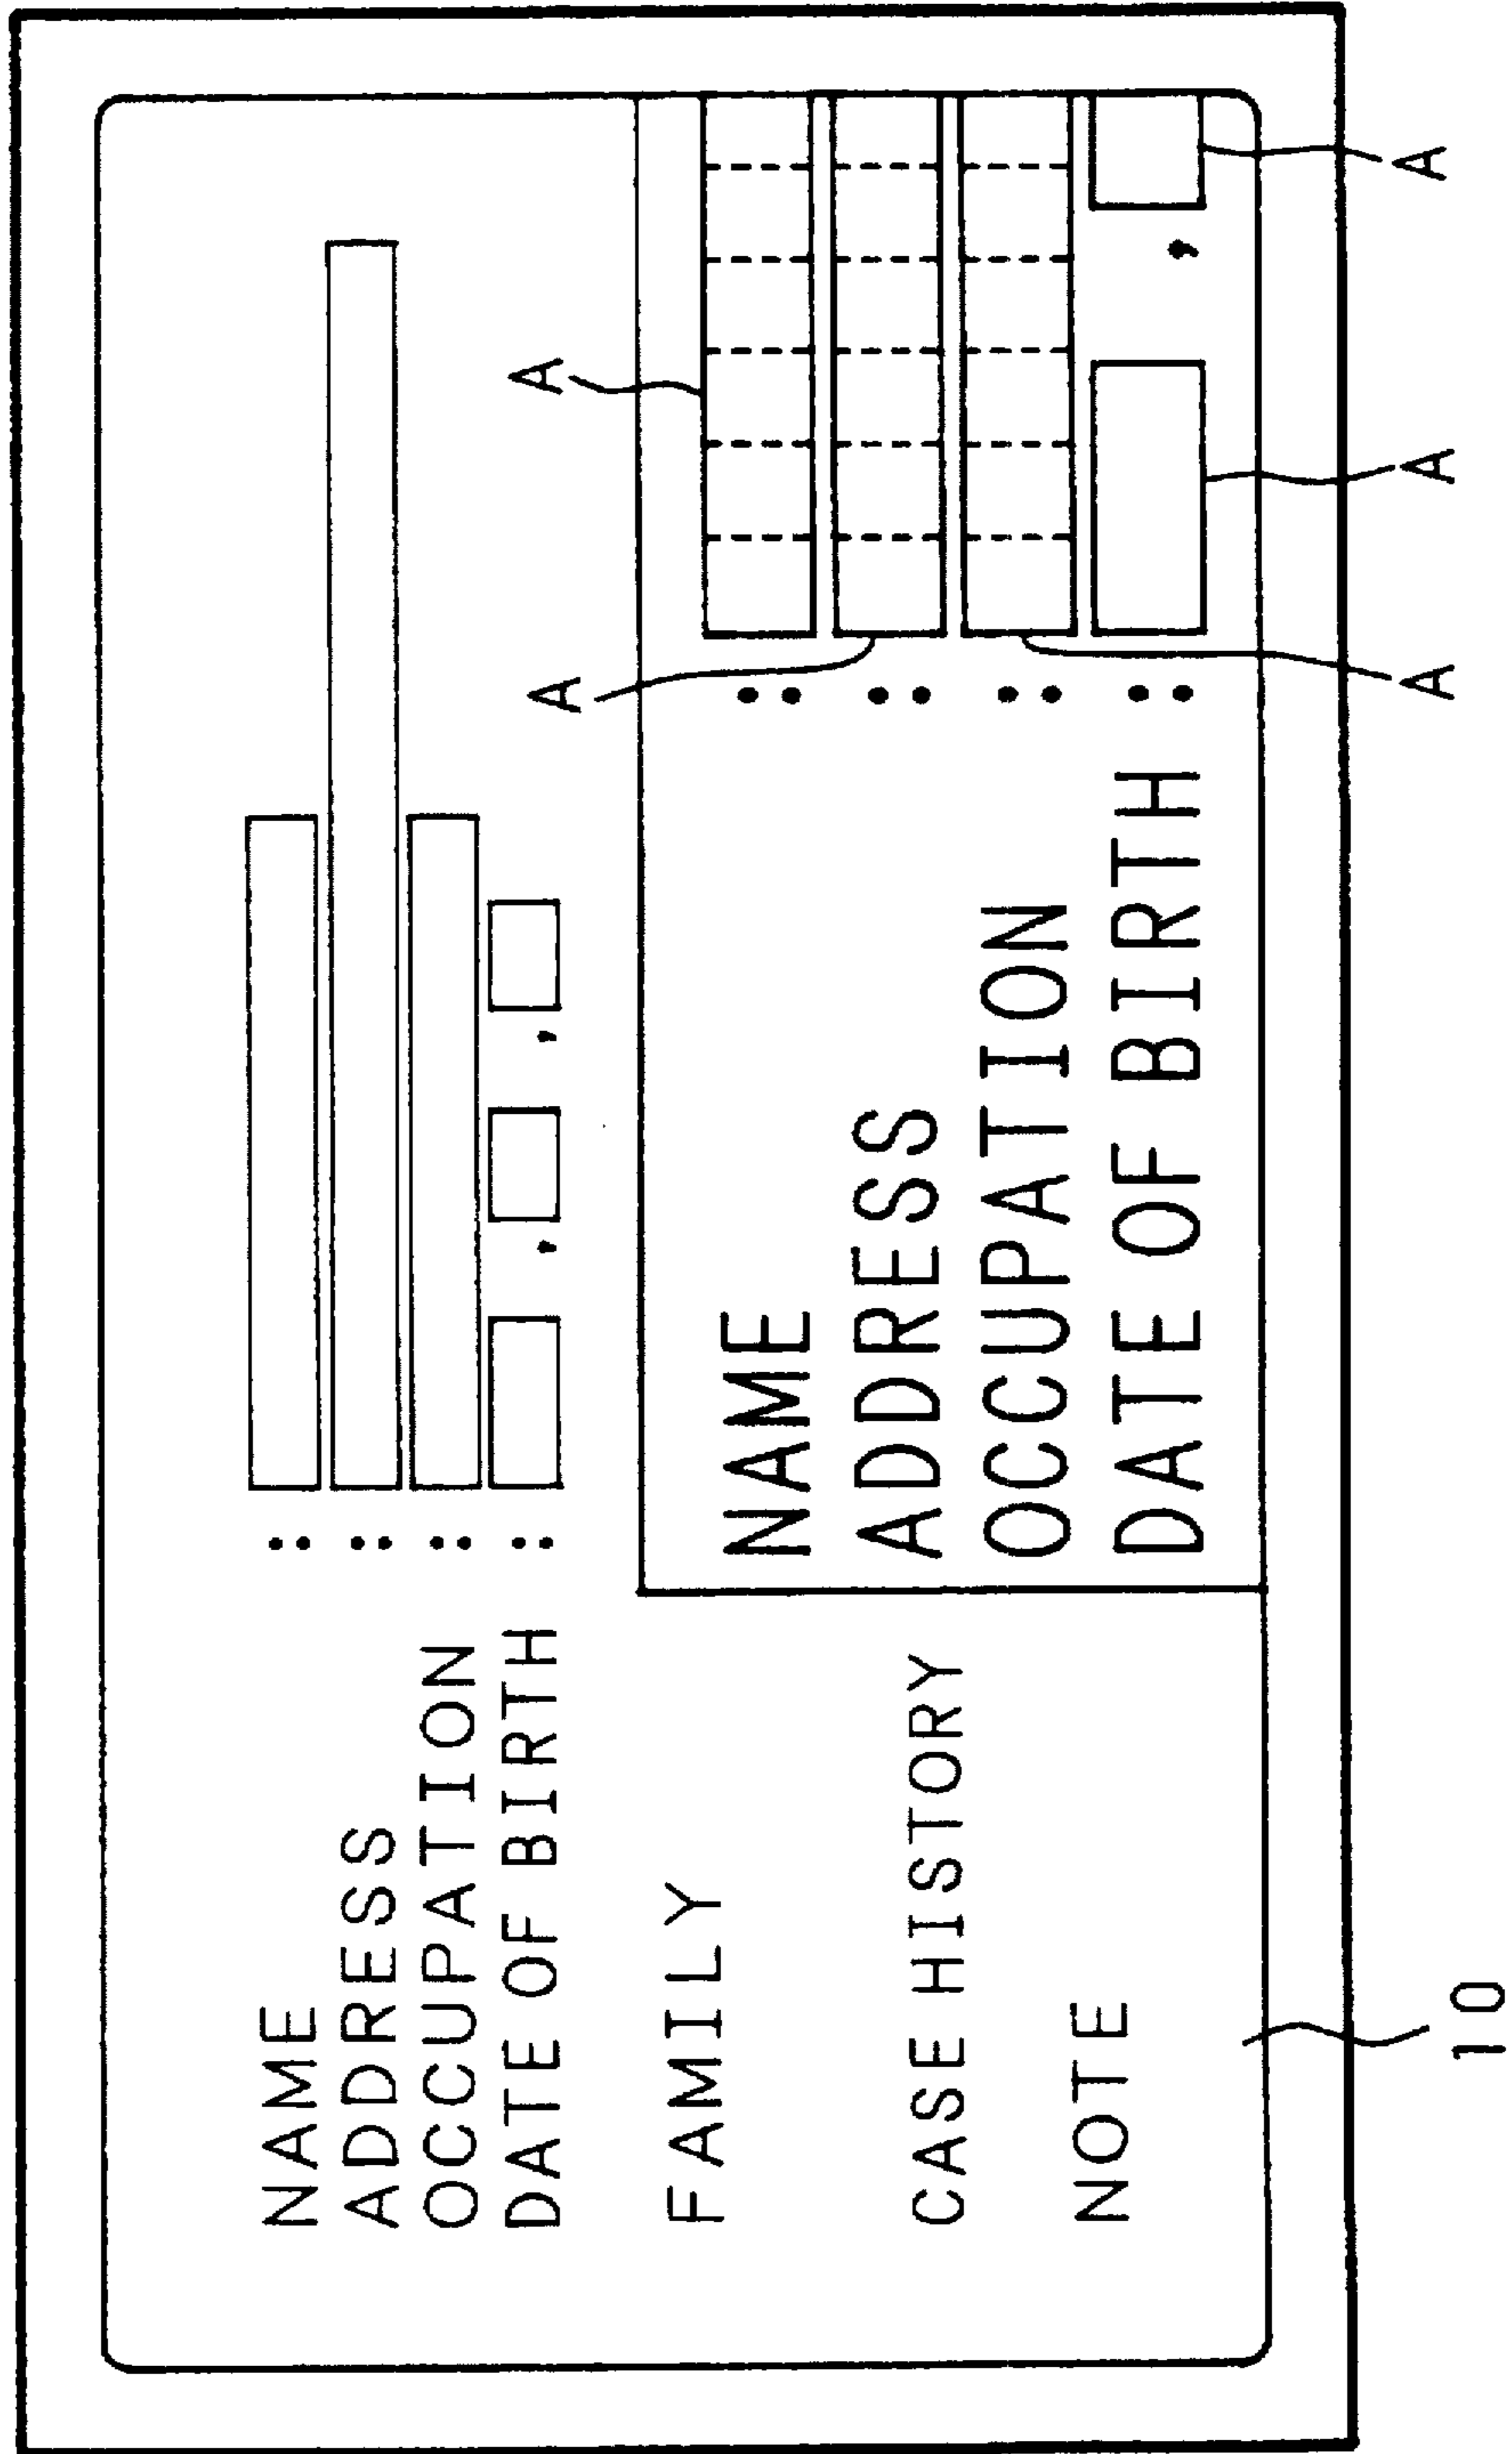 NAME :
ADDRESS :
OCCUPATION :
DATE OF BIRTH : , ,
FAMILY
CASE HISTORY
NOTE
A
A
NAME :
ADDRESS :
OCCUPATION :
DATE OF BIRTH : ,
A
A
A
10